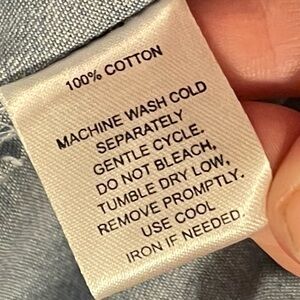 100% COTTON
MACHINE WASH COLD
SEPARATELY
GENTLE CYCLE.
DO NOT BLEACH,
TUMBLE DRY LOW,
REMOVE PROMPTLY.
USE COOL
IRON IF NEEDED.